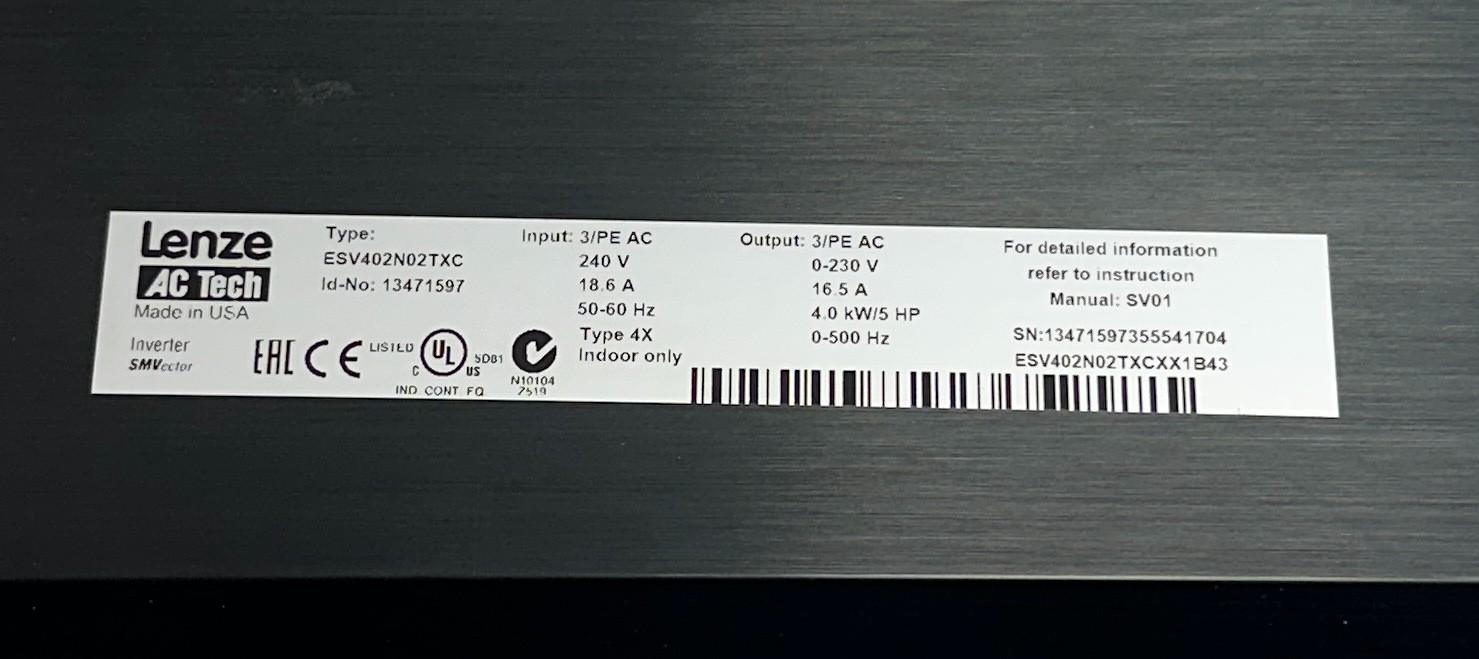 Lenze
AC Tech
Made in USA
Inverter
SMVector
Type:
ESV402N02TXC
Id-No: 13471597
EAC CE LISTED C UL US 5D81
IND CONT EQ
N10104
7519
Input: 3/PE AC
240 V
18.6 A
50-60 Hz
Type 4X
Indoor only
Output: 3/PE AC
0-230 V
16.5 A
4.0 kW/5 HP
0-500 Hz
For detailed information
refer to instruction
Manual: SV01
SN:13471597355541704
ESV402N02TXCXX1B43